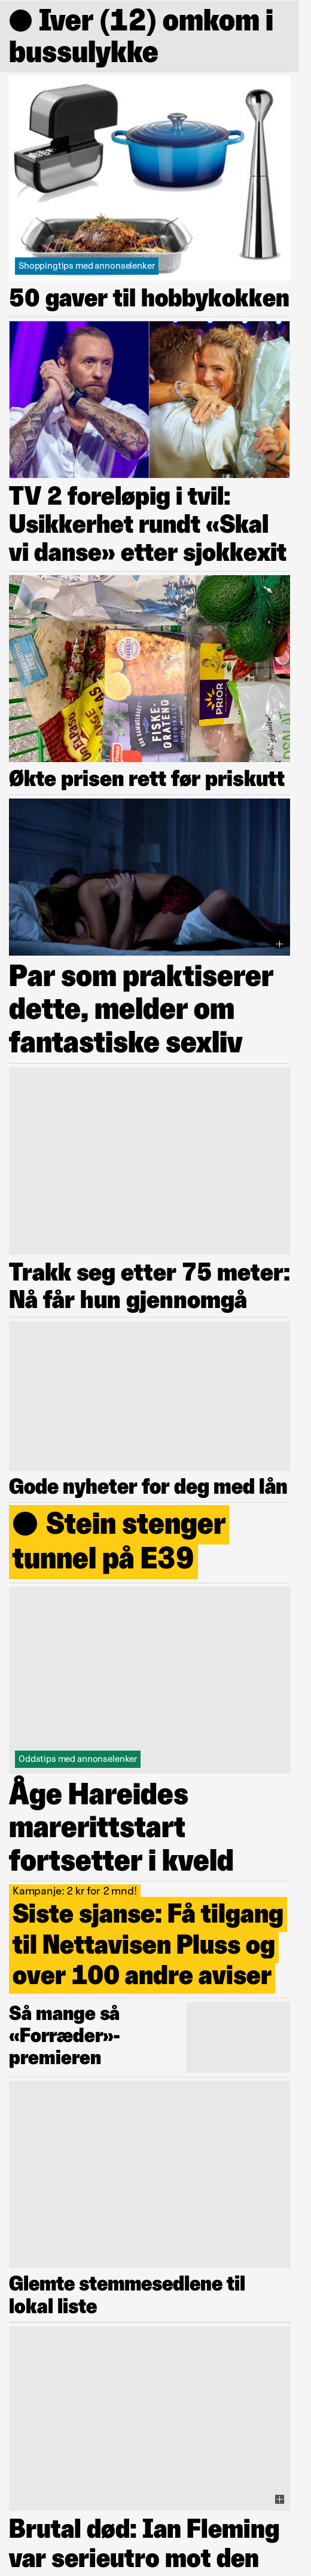 Iver (12) omkom i
bussulykke
Shoppingtips med annonselenker
50 gaver til hobbykokken
TV 2 foreløpig i tvil:
Usikkerhet rundt «Skal
vi danse» etter sjokkexit
FISKE-
GRATENG
PRIOR
Økte prisen rett før priskutt
Par som praktiserer
dette, melder om
fantastiske sexliv
Trakk seg etter 75 meter:
Nå får hun gjennomgå
Gode nyheter for deg med lån
Stein stenger
tunnel på E39
Oddstips med annonselenker
Åge Hareides
marerittstart
fortsetter i kveld
Kampanje: 2 kr for 2 mnd!
Siste sjanse: Få tilgang
til Nettavisen Pluss og
over 100 andre aviser
Så mange så
«Forræder»-
premieren
Glemte stemmesedlene til
lokal liste
Brutal død: Ian Fleming
var serieutro mot den